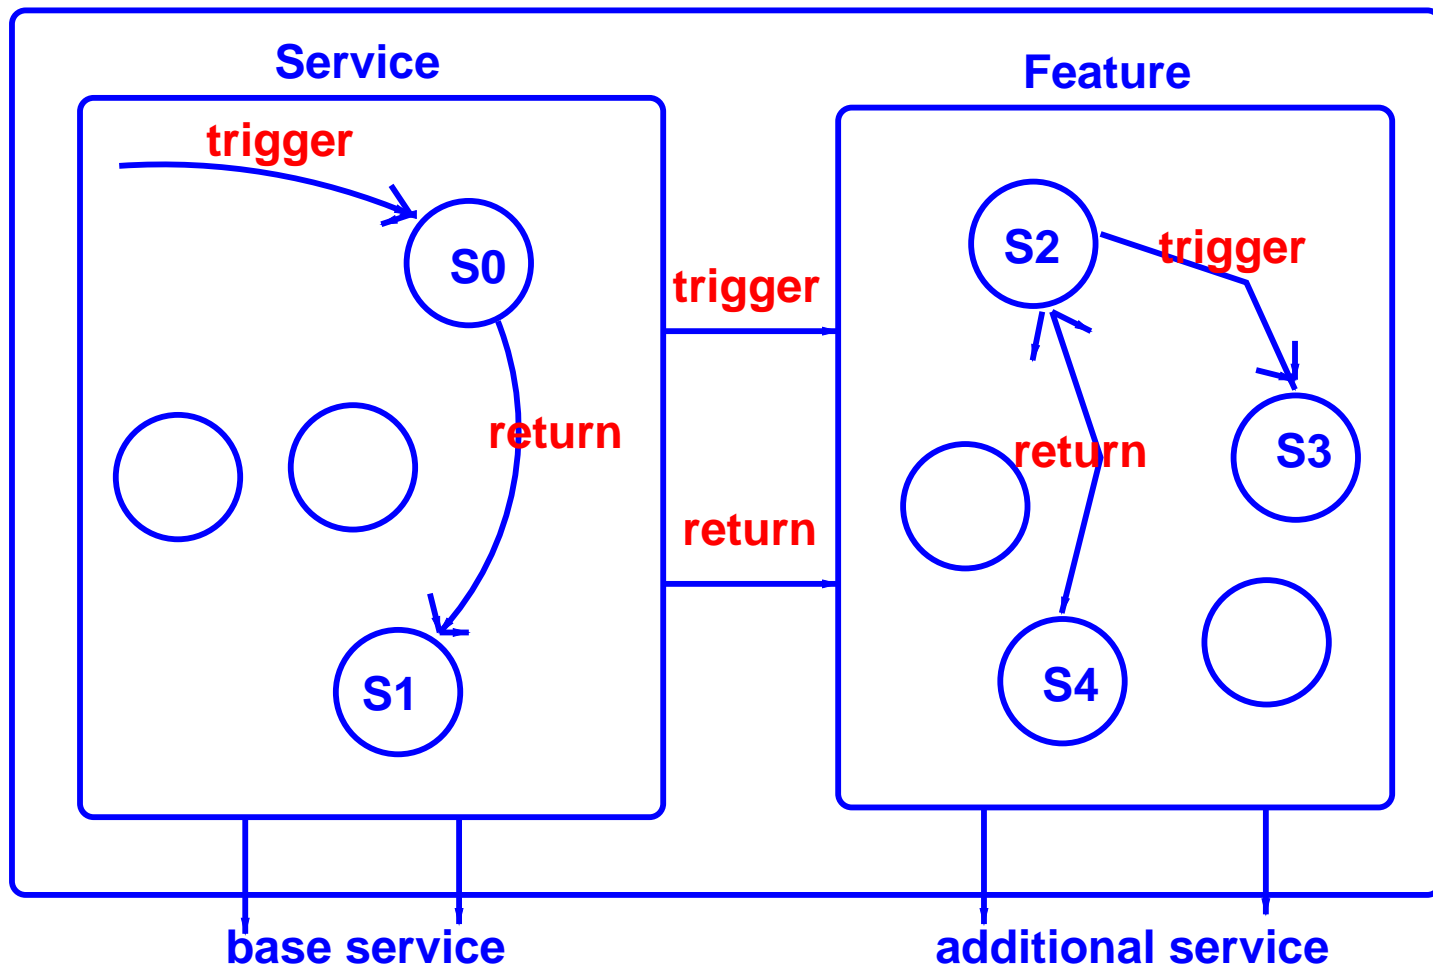 Service
Feature
trigger
S0
S2
trigger
trigger
return
return
S3
return
S1
S4
base service
additional service